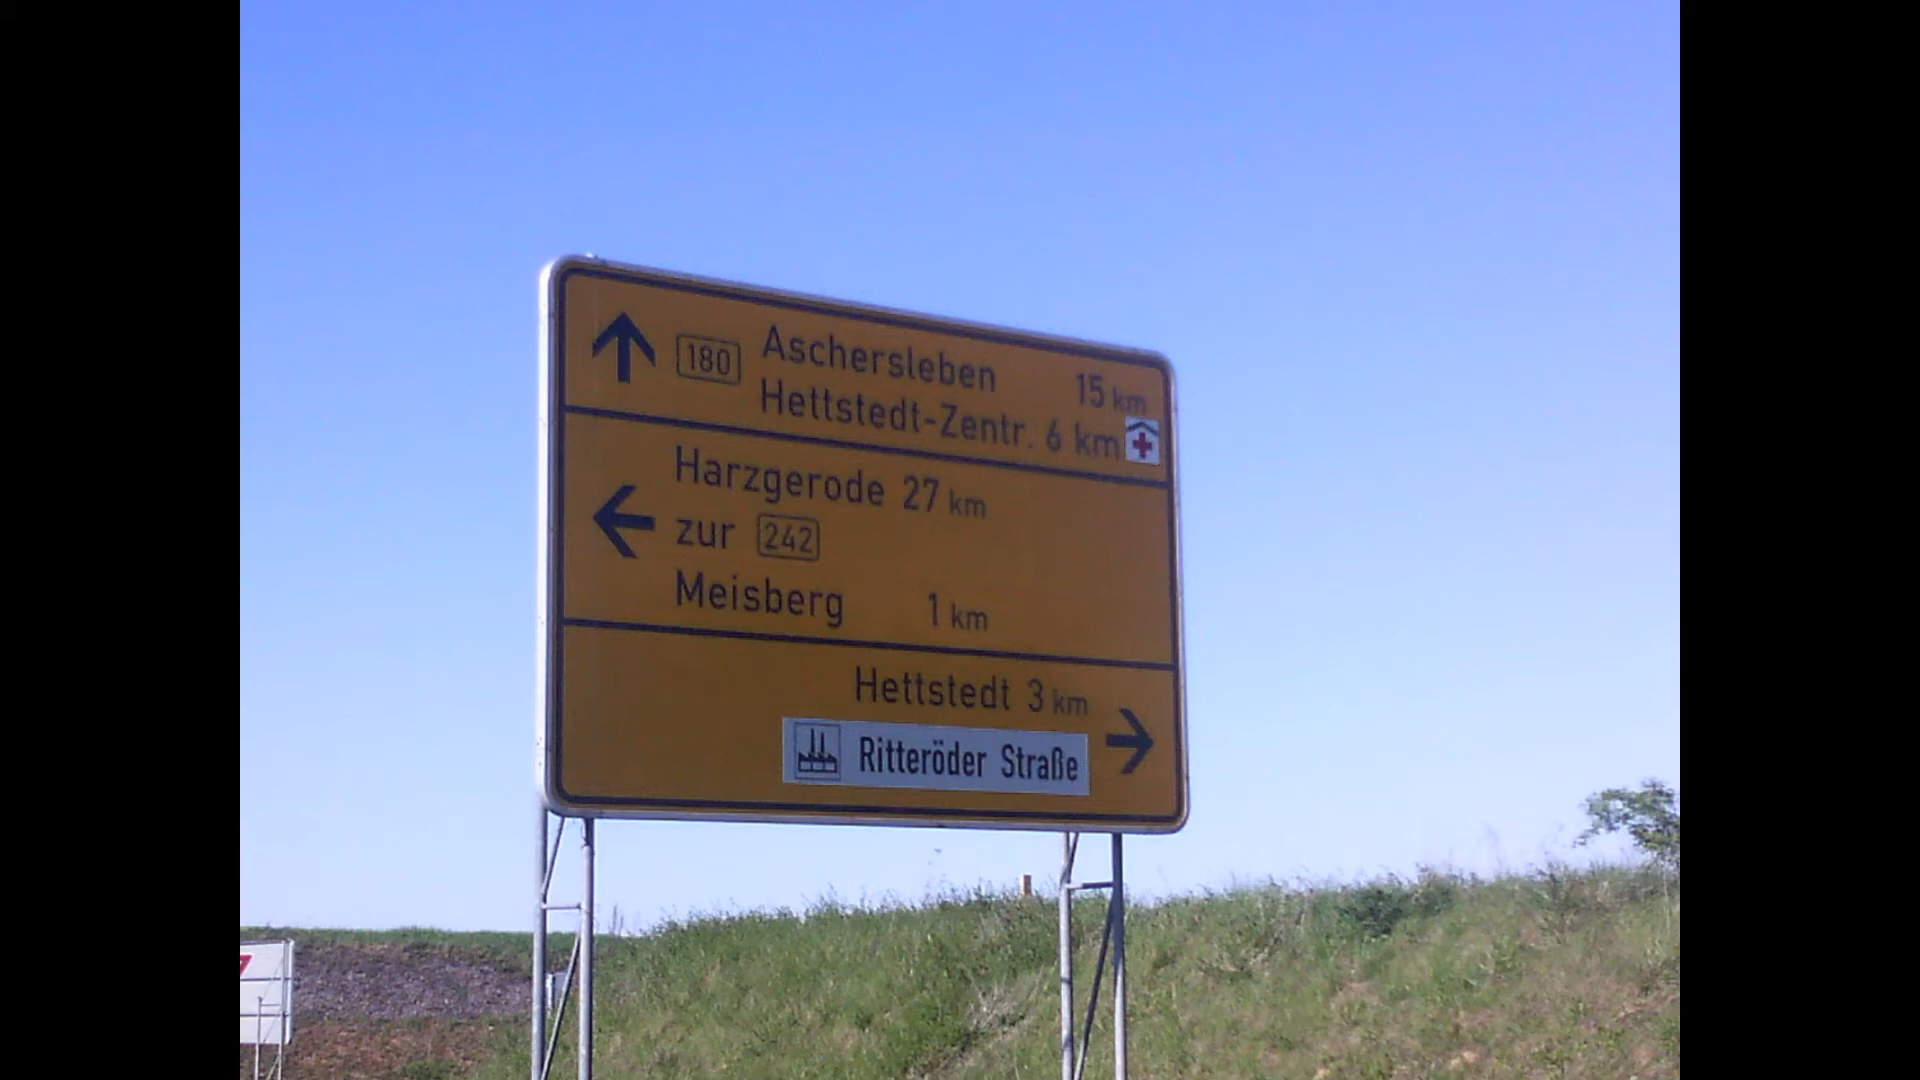 180 Aschersleben 15 km
Hettstedt-Zentr. 6 km
Harzgerode 27 km
zur 242
Meisberg 1 km
Hettstedt 3 km
Ritteröder Straße